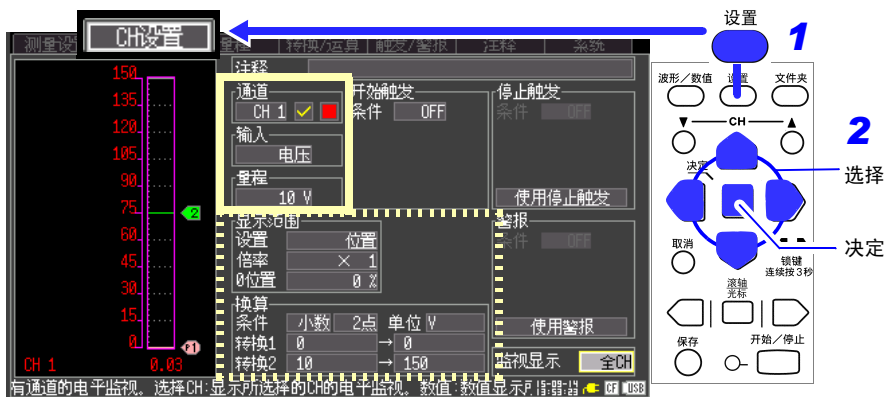 设置
1
测量设 CH设置 量程 转换/运算 触发/警报 注释 系统
波形／数值 设置 文件夹
注释
150
135
120
105
90
75
60
45
30
15
0
2
P1
CH 1 0.03
通道
CH 1
开始触发
条件 OFF
停止触发
条件 OFF
输入
电压
量程
10 V
使用停止触发
显示范围
设置 位置
倍率 × 1
0位置 0 %
警报
条件 OFF
换算
条件 小数 2点 单位 V
转换1 0 → 0
转换2 10 → 150
使用警报
监视显示 全CH
有通道的电平监视。选择CH:显示所选择的CH的电平监视。数值:数值显示
CF USB
▼ CH ▲
2
决定
选择
决定
取消
锁键
连续按3秒
滚轴
光标
保存 开始／停止